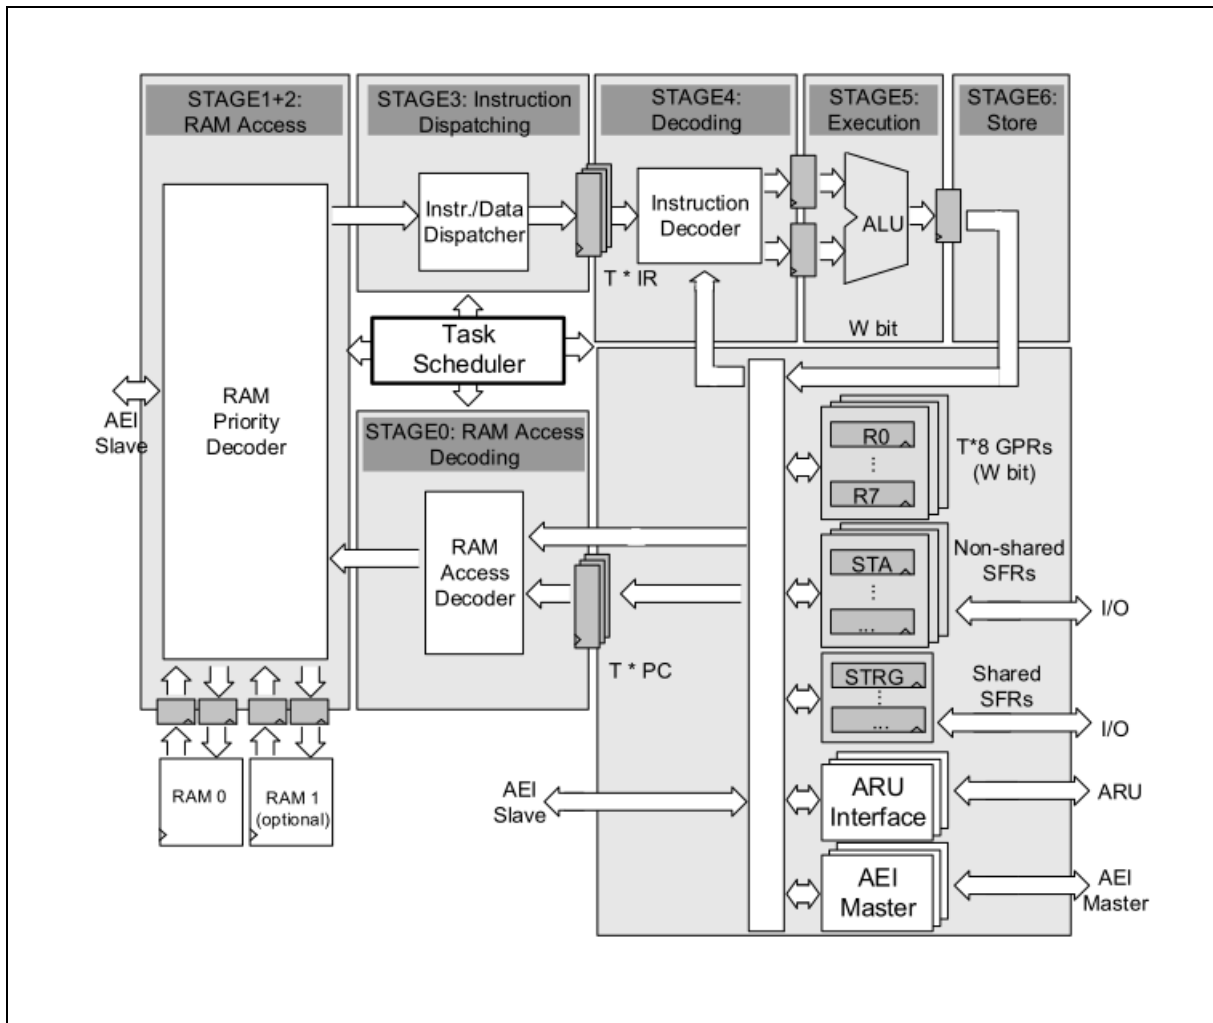 STAGE1+2:
RAM Access
STAGE3: Instruction
Dispatching
STAGE4:
Decoding
STAGE5:
Execution
STAGE6:
Store
Instr./Data
Dispatcher
Instruction
Decoder
ALU
T * IR
W bit
Task
Scheduler
RAM
Priority
Decoder
AEI
Slave
STAGE0: RAM Access
Decoding
RAM
Access
Decoder
T * PC
R0
...
R7
T*8 GPRs
(W bit)
STA
...
...
Non-shared
SFRs
I/O
STRG
...
...
Shared
SFRs
I/O
RAM 0
RAM 1
(optional)
AEI
Slave
ARU
Interface
ARU
AEI
Master
AEI
Master